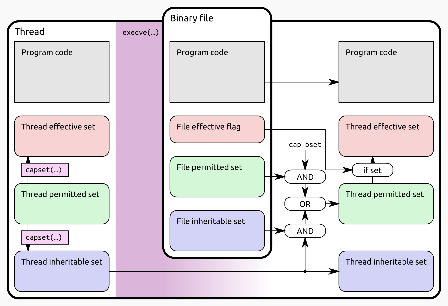 Binary file
Thread
execve(..)
Program code
Program code
Program code
Thread effective set
File effective flag
Thread effective set
cap_bset
capset(..)
File permitted set
if set
AND
Thread permitted set
Thread permitted set
OR
File inheritable set
capset(..)
AND
Thread inheritable set
Thread inheritable set